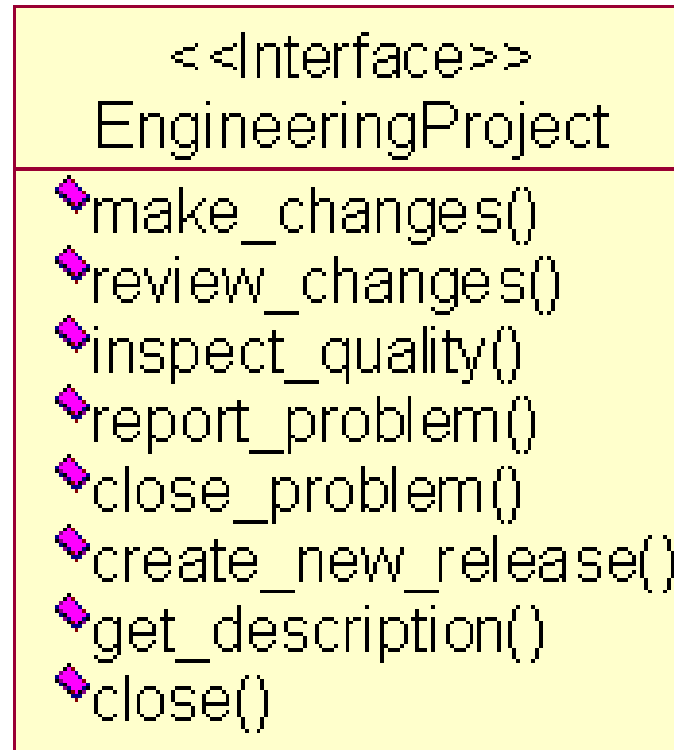 <<Interface>>
EngineeringProject
make_changes()
review_changes()
inspect_quality()
report_problem()
close_problem()
create_new_release()
get_description()
close()